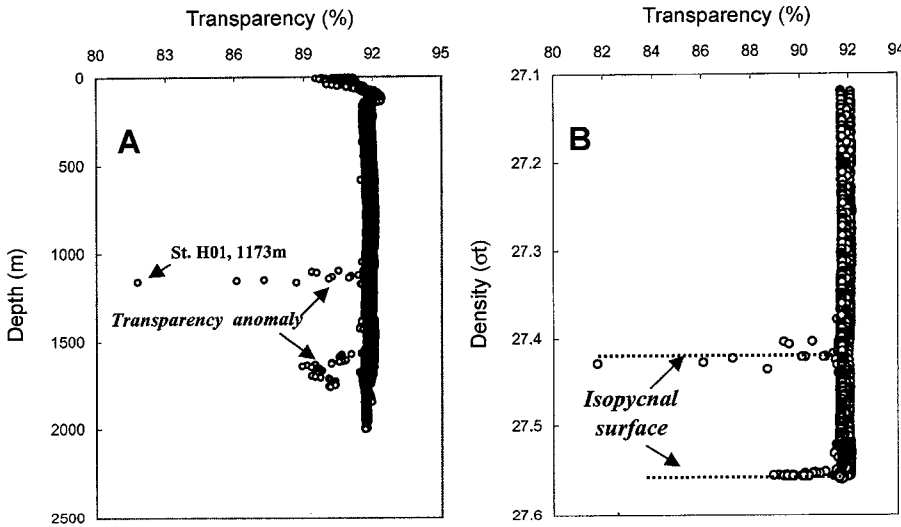 Transparency (%)
80 83 86 89 92 95
0
500
1000
1500
2000
2500
Depth (m)
A
St. H01, 1173m
Transparency anomaly
Transparency (%)
80 82 84 86 88 90 92 94
27.1
27.2
27.3
27.4
27.5
27.6
Density (σt)
B
Isopycnal
surface